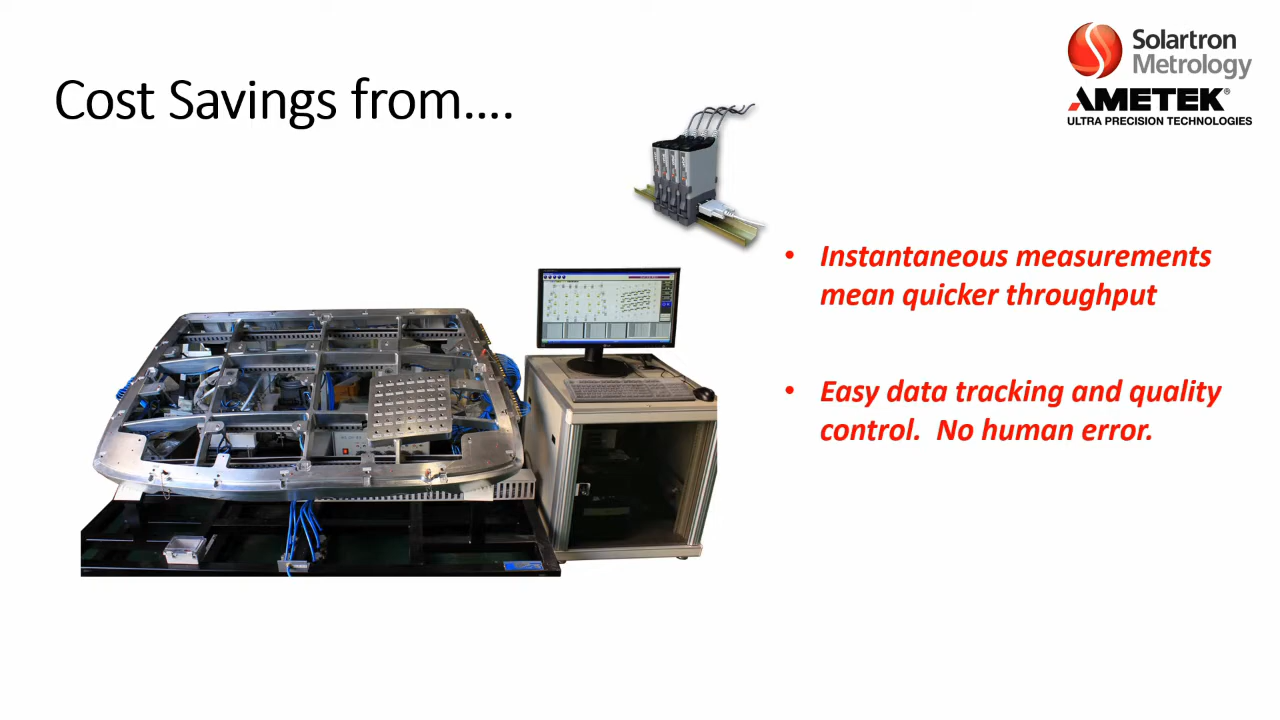 Solartron
Metrology
AMETEK®
ULTRA PRECISION TECHNOLOGIES
Cost Savings from....
• Instantaneous measurements
mean quicker throughput
• Easy data tracking and quality
control. No human error.